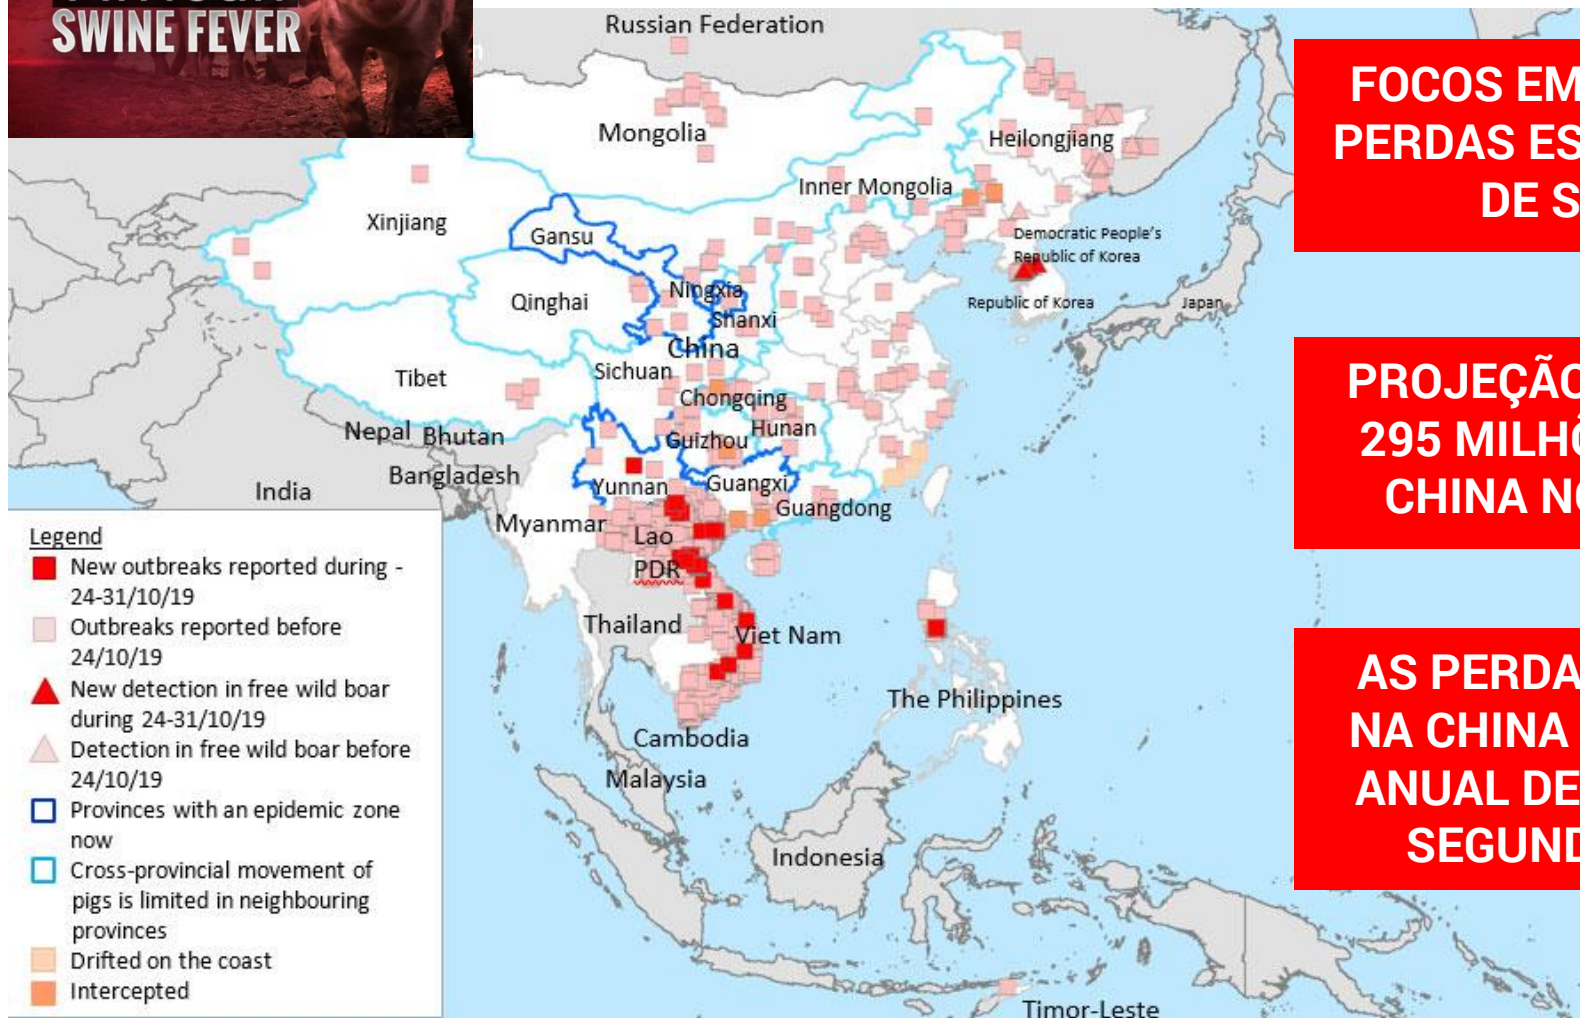 SWINE FEVER
Russian Federation
Mongolia
Heilongjiang
Inner Mongolia
Xinjiang
Gansu
Democratic People's
Republic of Korea
Ningxia
Qinghai
Republic of Korea
Japan
Shanxi
China
Sichuan
Tibet
Chongqing
Hunan
Nepal
Bhutan
Guizhou
Bangladesh
India
Yunnan
Guangxi
Guangdong
Myanmar
Lao
PDR
Thailand
Viet Nam
The Philippines
Cambodia
Malaysia
Indonesia
Timor-Leste
Legend
New outbreaks reported during -
24-31/10/19
Outbreaks reported before
24/10/19
New detection in free wild boar
during 24-31/10/19
Detection in free wild boar before
24/10/19
Provinces with an epidemic zone
now
Cross-provincial movement of
pigs is limited in neighbouring
provinces
Drifted on the coast
Intercepted
FOCOS EM
PERDAS ES
DE S
PROJEÇÃO
295 MILHÕ
CHINA NO
AS PERDA
NA CHINA
ANUAL DE
SEGUND